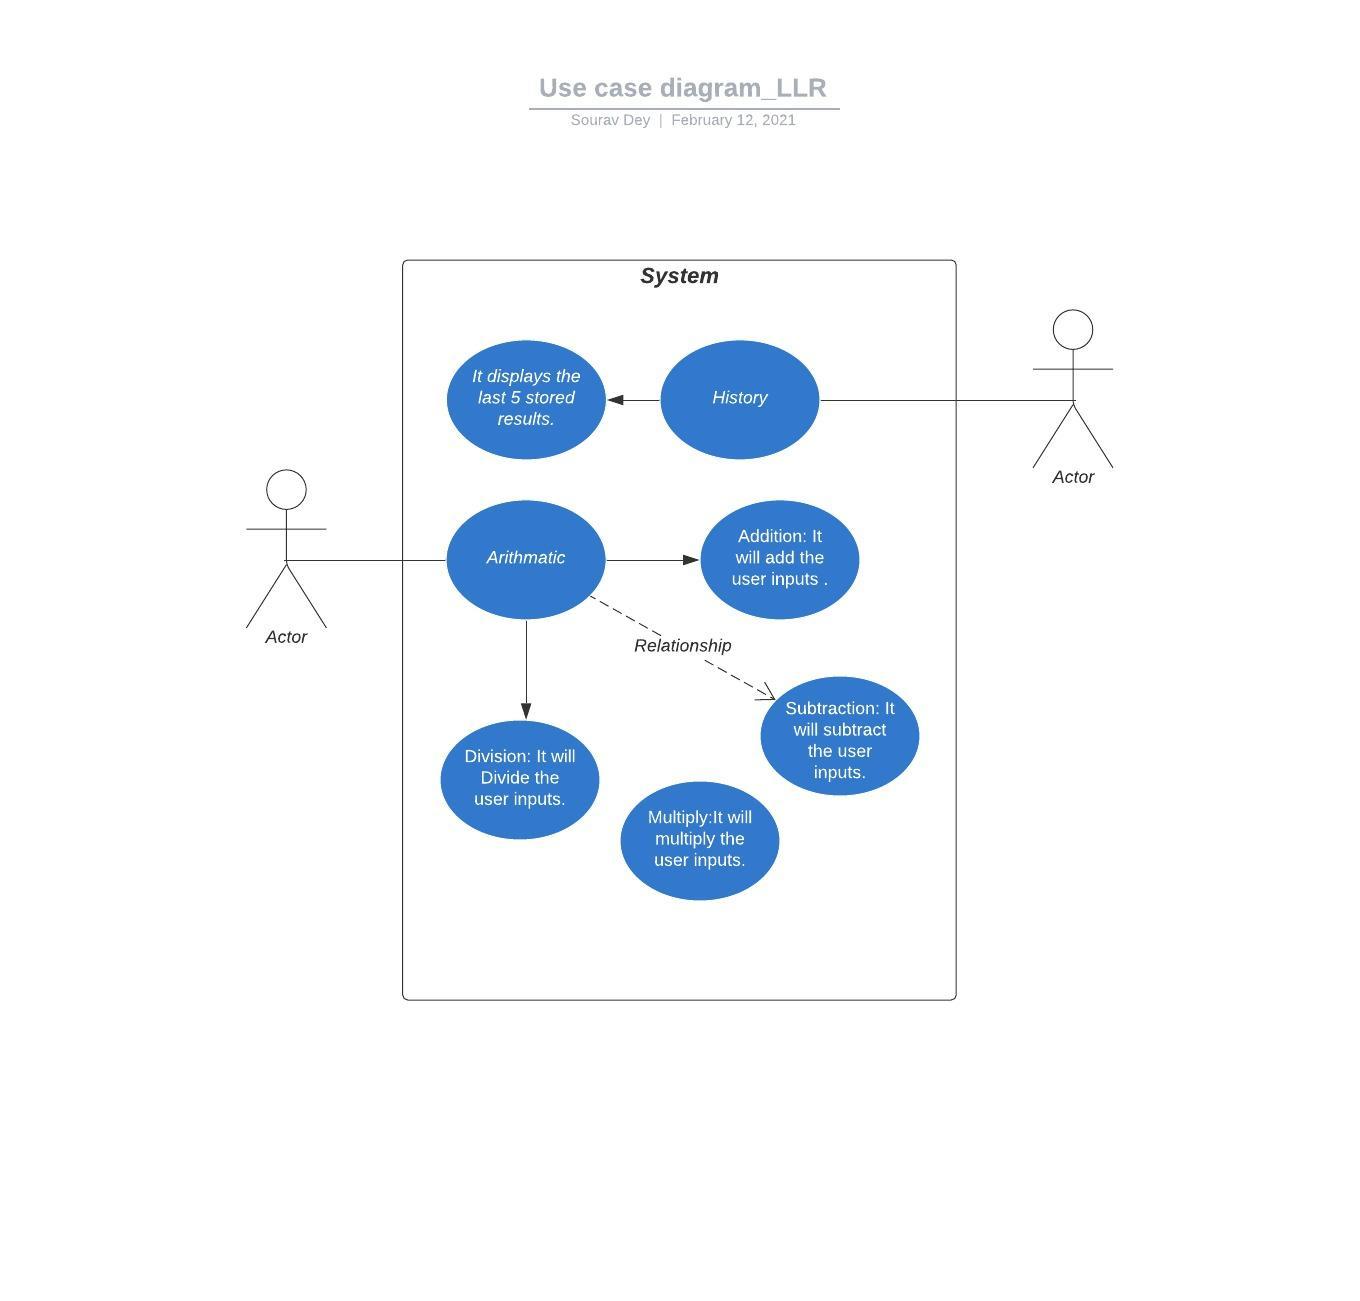 Use case diagram_LLR
Sourav Dey | February 12, 2021
System
It displays the
last 5 stored
results.
History
Actor
Arithmatic
Addition: It
will add the
user inputs .
Actor
Relationship
Subtraction: It
will subtract
the user
inputs.
Division: It will
Divide the
user inputs.
Multiply:It will
multiply the
user inputs.